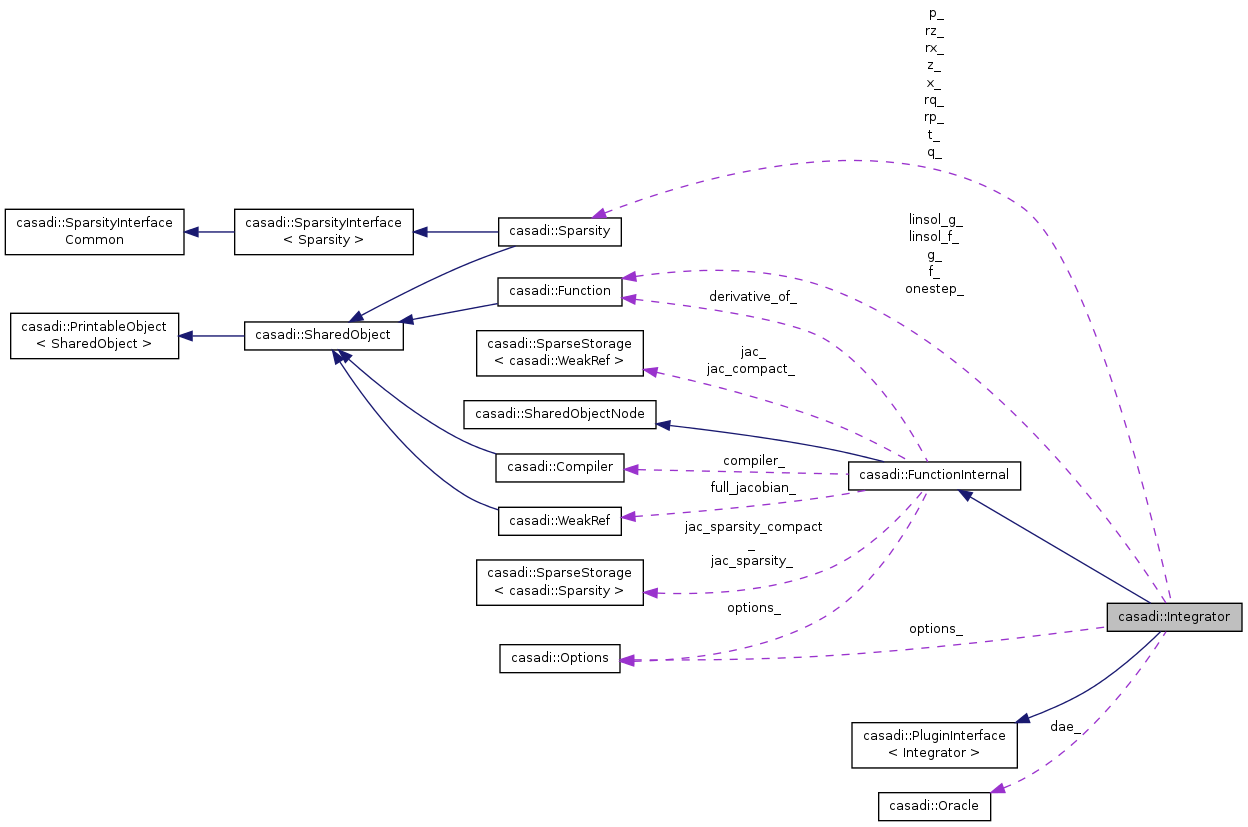 p_
rz_
rx_
z_
x_
rq_
rp_
t_
q_
casadi::SparsityInterface
Common
casadi::SparsityInterface
< Sparsity >
casadi::Sparsity
linsol_g_
linsol_f_
g_
f_
onestep_
casadi::Function
derivative_of_
casadi::PrintableObject
< SharedObject >
casadi::SharedObject
casadi::SparseStorage
< casadi::WeakRef >
jac_
jac_compact_
casadi::SharedObjectNode
casadi::Compiler
compiler_
casadi::FunctionInternal
full_jacobian_
casadi::WeakRef
jac_sparsity_compact
_
jac_sparsity_
casadi::SparseStorage
< casadi::Sparsity >
options_
casadi::Integrator
options_
casadi::Options
casadi::PluginInterface
< Integrator >
dae_
casadi::Oracle